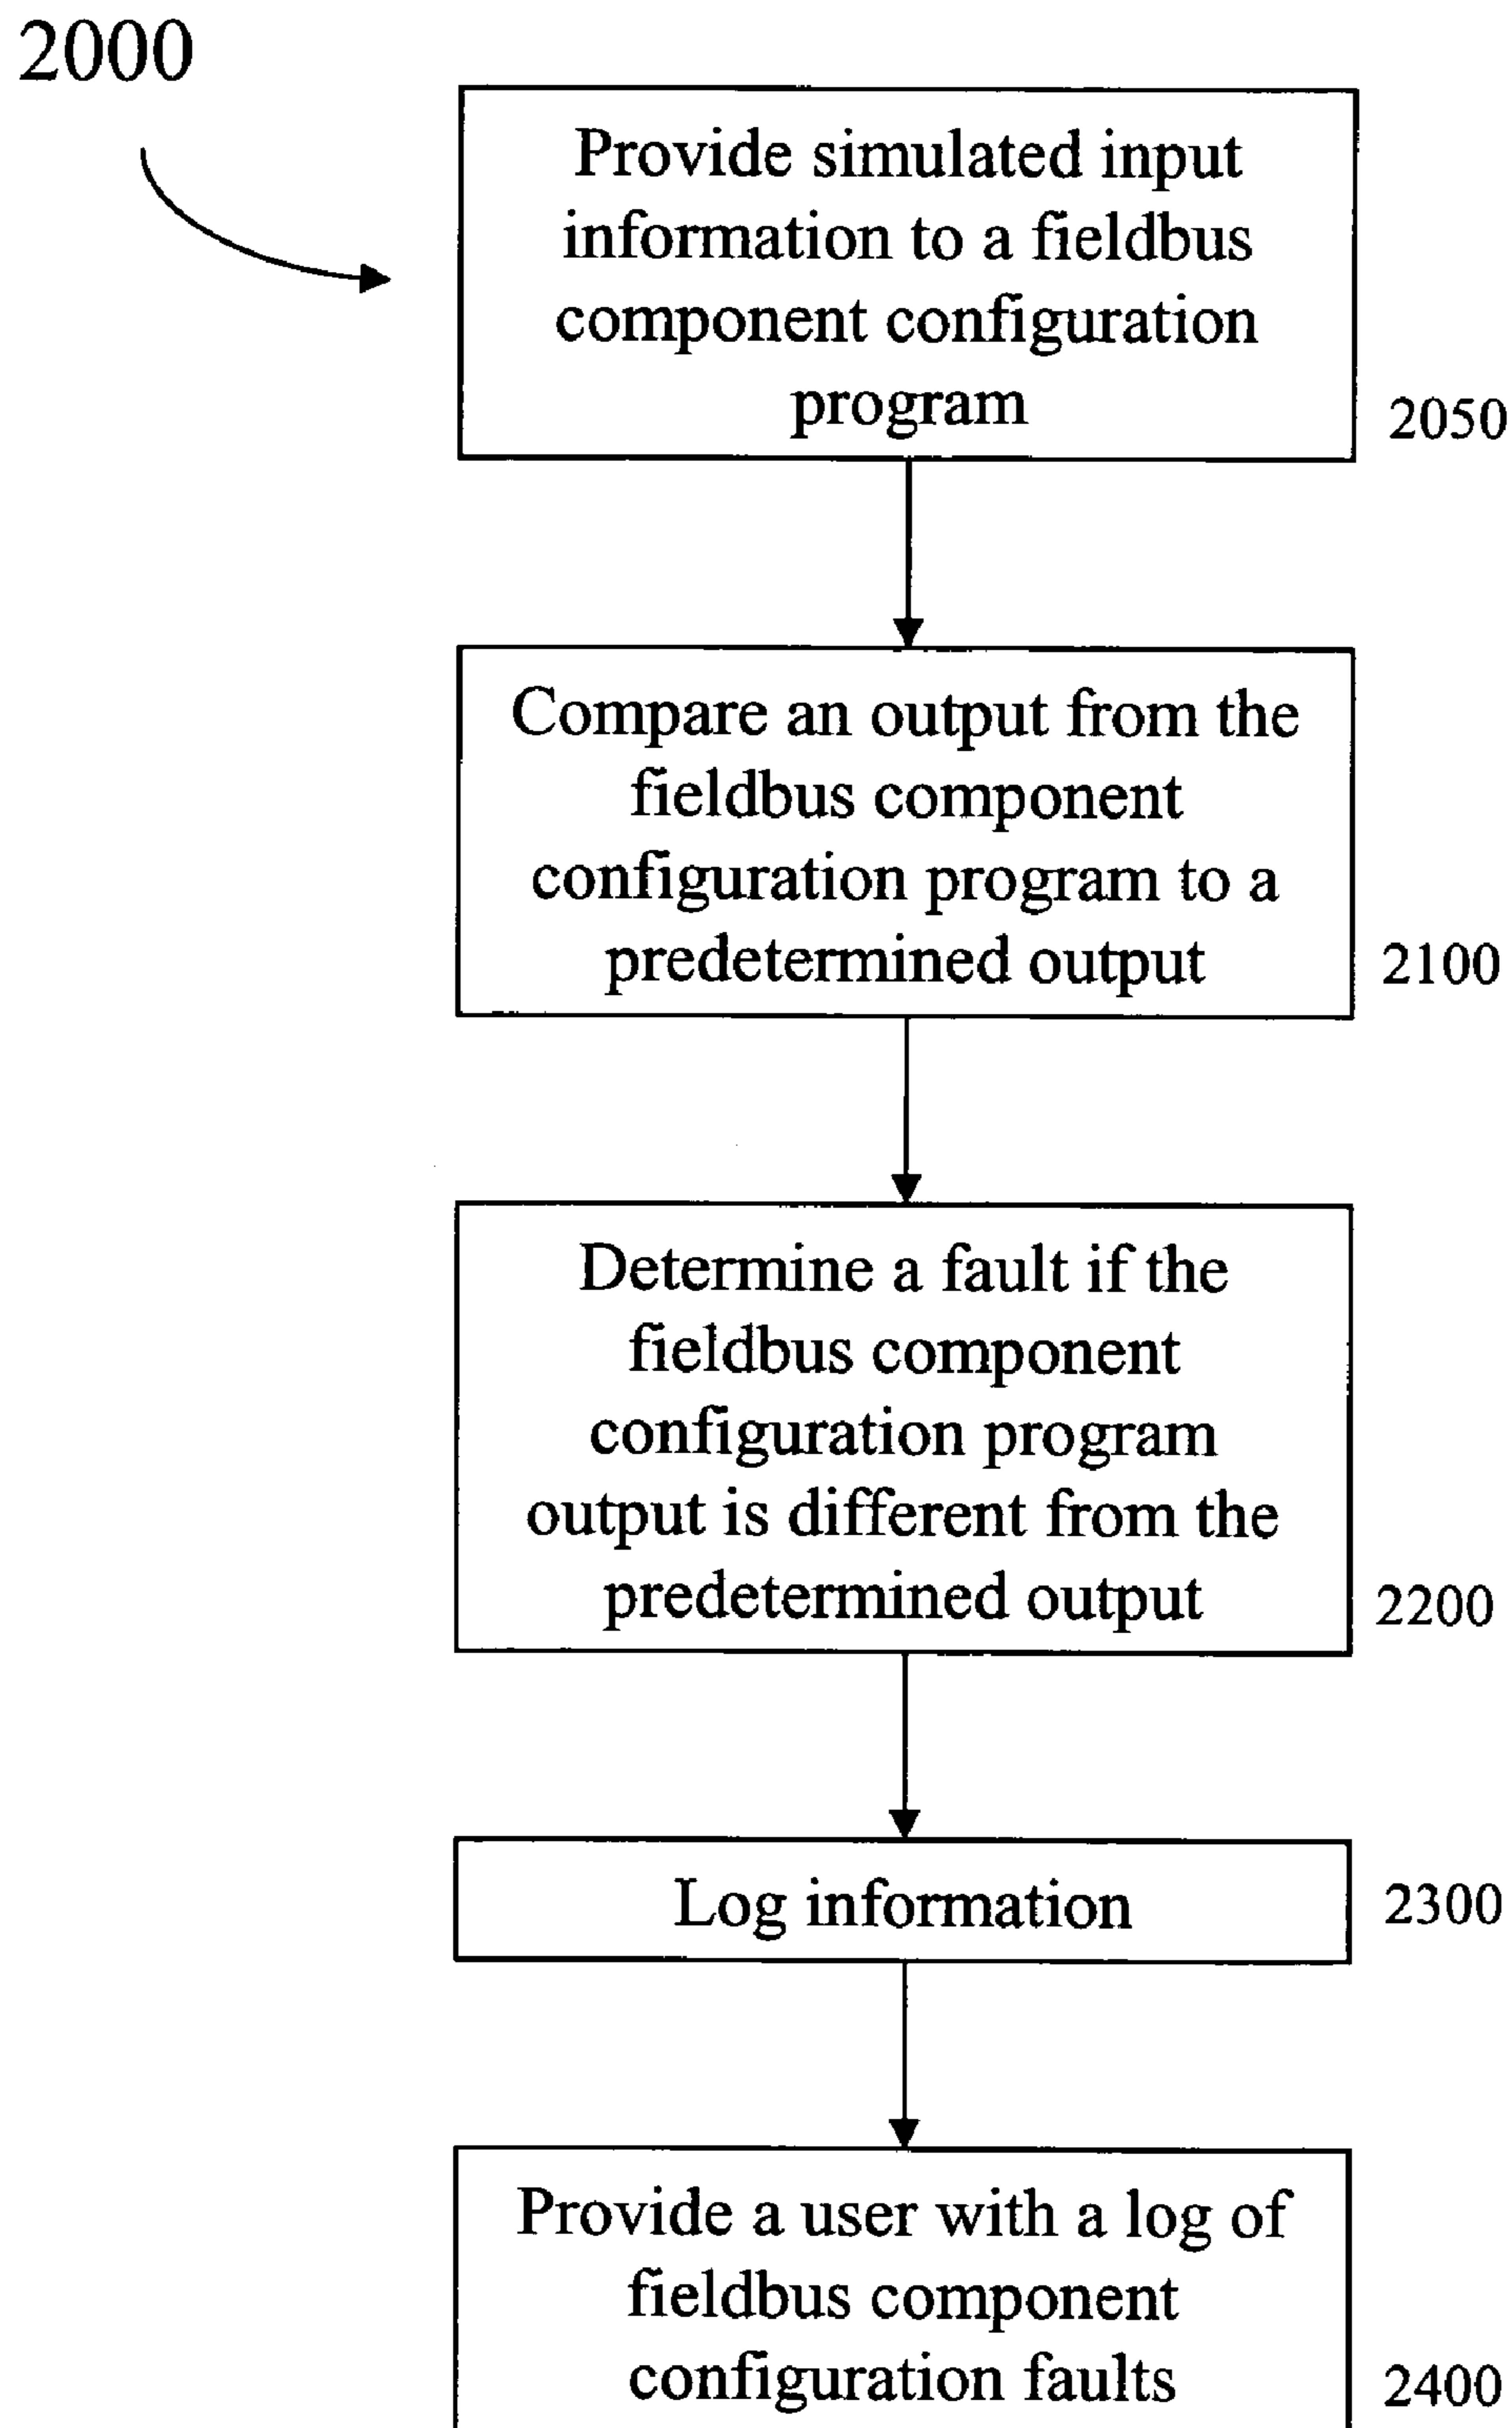 2000
Provide simulated input
information to a fieldbus
component configuration
program
2050
Compare an output from the
fieldbus component
configuration program to a
predetermined output
2100
Determine a fault if the
fieldbus component
configuration program
output is different from the
predetermined output
2200
Log information
2300
Provide a user with a log of
fieldbus component
configuration faults
2400